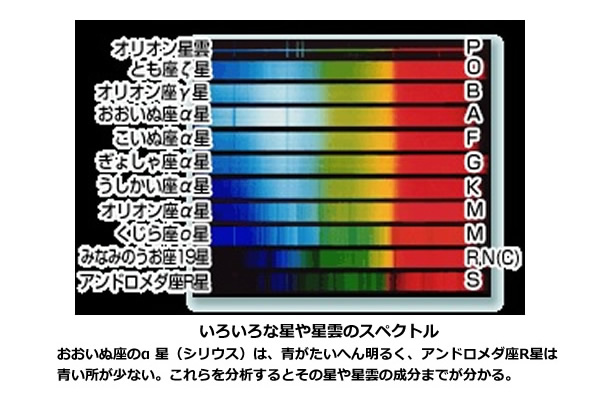 オリオン星雲 P
とも座ζ星 O
オリオン座γ星 B
おおいぬ座α星 A
こいぬ座α星 F
ぎょしゃ座α星 G
うしかい座α星 K
オリオン座α星 M
くじら座ο星 M
みなみのうお座19星 R,N(C)
アンドロメダ座R星 S
いろいろな星や星雲のスペクトル
おおいぬ座のα 星（シリウス）は、青がたいへん明るく、アンドロメダ座R星は
青い所が少ない。これらを分析するとその星や星雲の成分までが分かる。